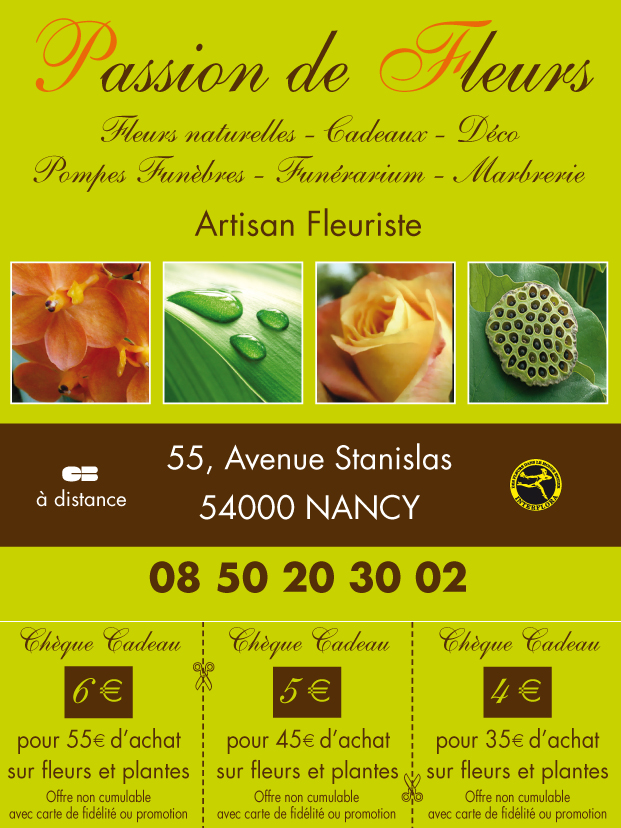 Passion de Fleurs
Fleurs naturelles - Cadeaux - Déco
Pompes Funèbres - Funérarium - Marbrerie
Artisan Fleuriste
CB
à distance
55, Avenue Stanislas
54000 NANCY
INTERFLORA
08 50 20 30 02
Chèque Cadeau
6 €
pour 55€ d'achat
sur fleurs et plantes
Offre non cumulable
avec carte de fidélité ou promotion
Chèque Cadeau
5 €
pour 45€ d'achat
sur fleurs et plantes
Offre non cumulable
avec carte de fidélité ou promotion
Chèque Cadeau
4 €
pour 35€ d'achat
sur fleurs et plantes
Offre non cumulable
avec carte de fidélité ou promotion